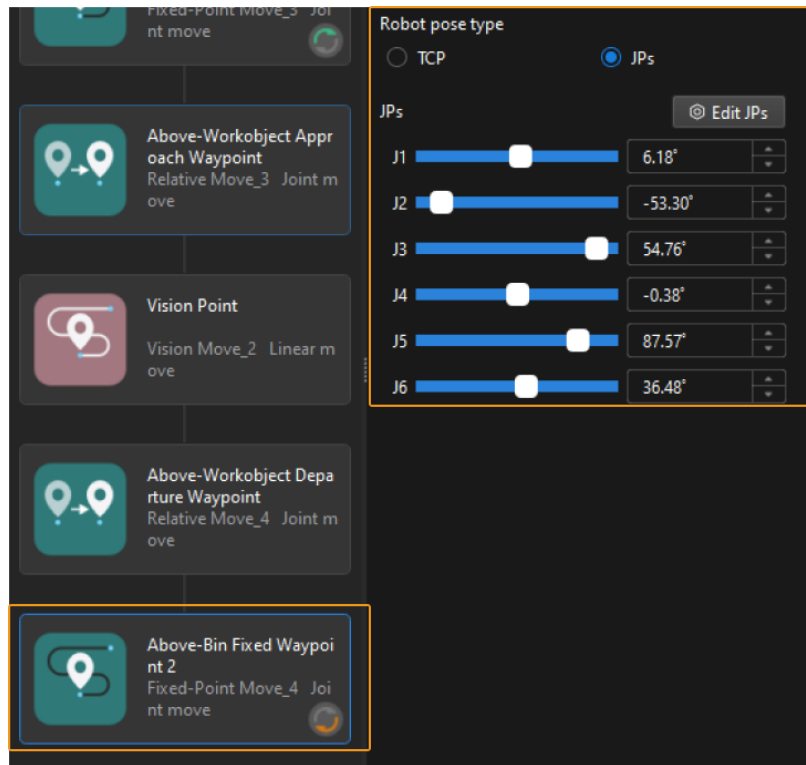 Fixed-Point Move_3 Joi
nt move
Above-Workobject Appr
oach Waypoint
Relative Move_3 Joint m
ove
Vision Point
Vision Move_2 Linear m
ove
Above-Workobject Depa
rture Waypoint
Relative Move_4 Joint m
ove
Above-Bin Fixed Waypoi
nt 2
Fixed-Point Move_4 Joi
nt move
Robot pose type
TCP
JPs
JPs
Edit JPs
J1 6.18°
J2 -53.30°
J3 54.76°
J4 -0.38°
J5 87.57°
J6 36.48°